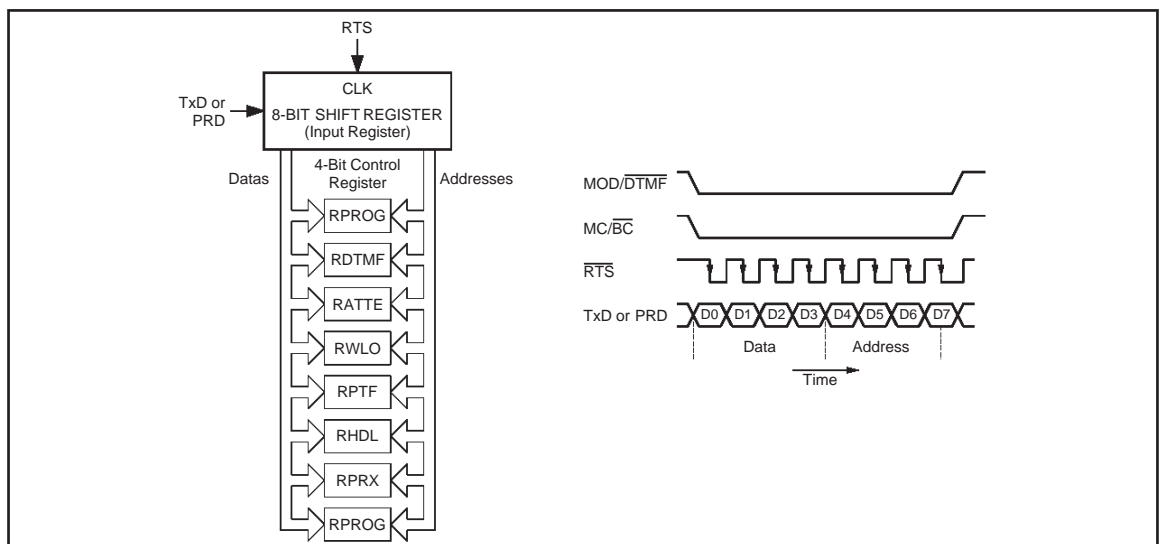 RTS
CLK
8-BIT SHIFT REGISTER
(Input Register)
TxD or
PRD
Datas
4-Bit Control
Register
Addresses
RPROG
RDTMF
RATTE
RWLO
RPTF
RHDL
RPRX
RPROG
MOD/DTMF
MC/BC
RTS
TxD or PRD
D0 D1 D2 D3 D4 D5 D6 D7
Data Address
Time